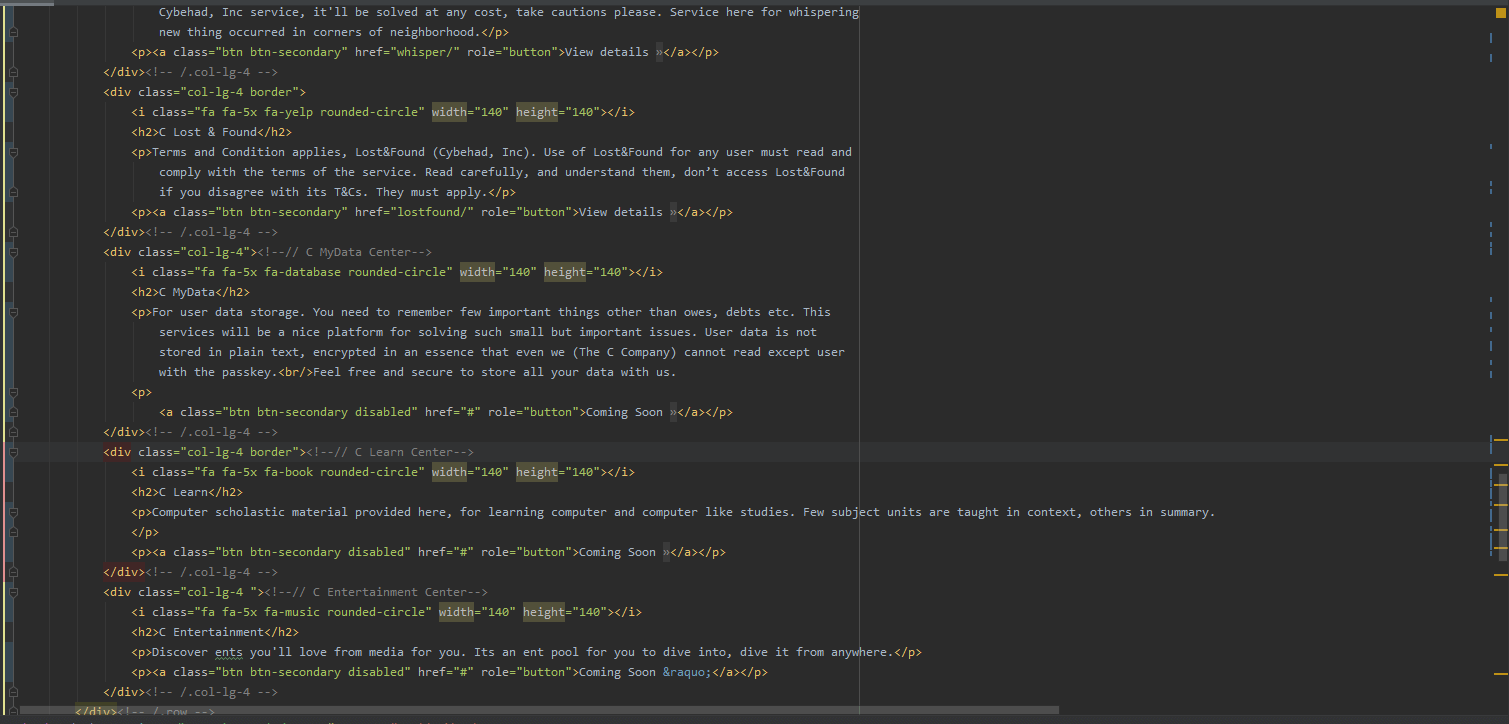 Cybehad, Inc service, it'll be solved at any cost, take cautions please. Service here for whispering
new thing occurred in corners of neighborhood.</p>
<p><a class="btn btn-secondary" href="whisper/" role="button">View details »</a></p>
</div><!-- /.col-lg-4 -->
<div class="col-lg-4 border">
<i class="fa fa-5x fa-yelp rounded-circle" width="140" height="140"></i>
<h2>C Lost & Found</h2>
<p>Terms and Condition applies, Lost&Found (Cybehad, Inc). Use of Lost&Found for any user must read and
comply with the terms of the service. Read carefully, and understand them, don’t access Lost&Found
if you disagree with its T&Cs. They must apply.</p>
<p><a class="btn btn-secondary" href="lostfound/" role="button">View details »</a></p>
</div><!-- /.col-lg-4 -->
<div class="col-lg-4"><!--// C MyData Center-->
<i class="fa fa-5x fa-database rounded-circle" width="140" height="140"></i>
<h2>C MyData</h2>
<p>For user data storage. You need to remember few important things other than owes, debts etc. This
services will be a nice platform for solving such small but important issues. User data is not
stored in plain text, encrypted in an essence that even we (The C Company) cannot read except user
with the passkey.<br/>Feel free and secure to store all your data with us.
<p>
<a class="btn btn-secondary disabled" href="#" role="button">Coming Soon »</a></p>
</div><!-- /.col-lg-4 -->
<div class="col-lg-4 border"><!--// C Learn Center-->
<i class="fa fa-5x fa-book rounded-circle" width="140" height="140"></i>
<h2>C Learn</h2>
<p>Computer scholastic material provided here, for learning computer and computer like studies. Few subject units are taught in context, others in summary.
</p>
<p><a class="btn btn-secondary disabled" href="#" role="button">Coming Soon »</a></p>
</div><!-- /.col-lg-4 -->
<div class="col-lg-4 "><!--// C Entertainment Center-->
<i class="fa fa-5x fa-music rounded-circle" width="140" height="140"></i>
<h2>C Entertainment</h2>
<p>Discover ents you'll love from media for you. Its an ent pool for you to dive into, dive it from anywhere.</p>
<p><a class="btn btn-secondary disabled" href="#" role="button">Coming Soon &raquo;</a></p>
</div><!-- /.col-lg-4 -->
</div><!-- /.row -->